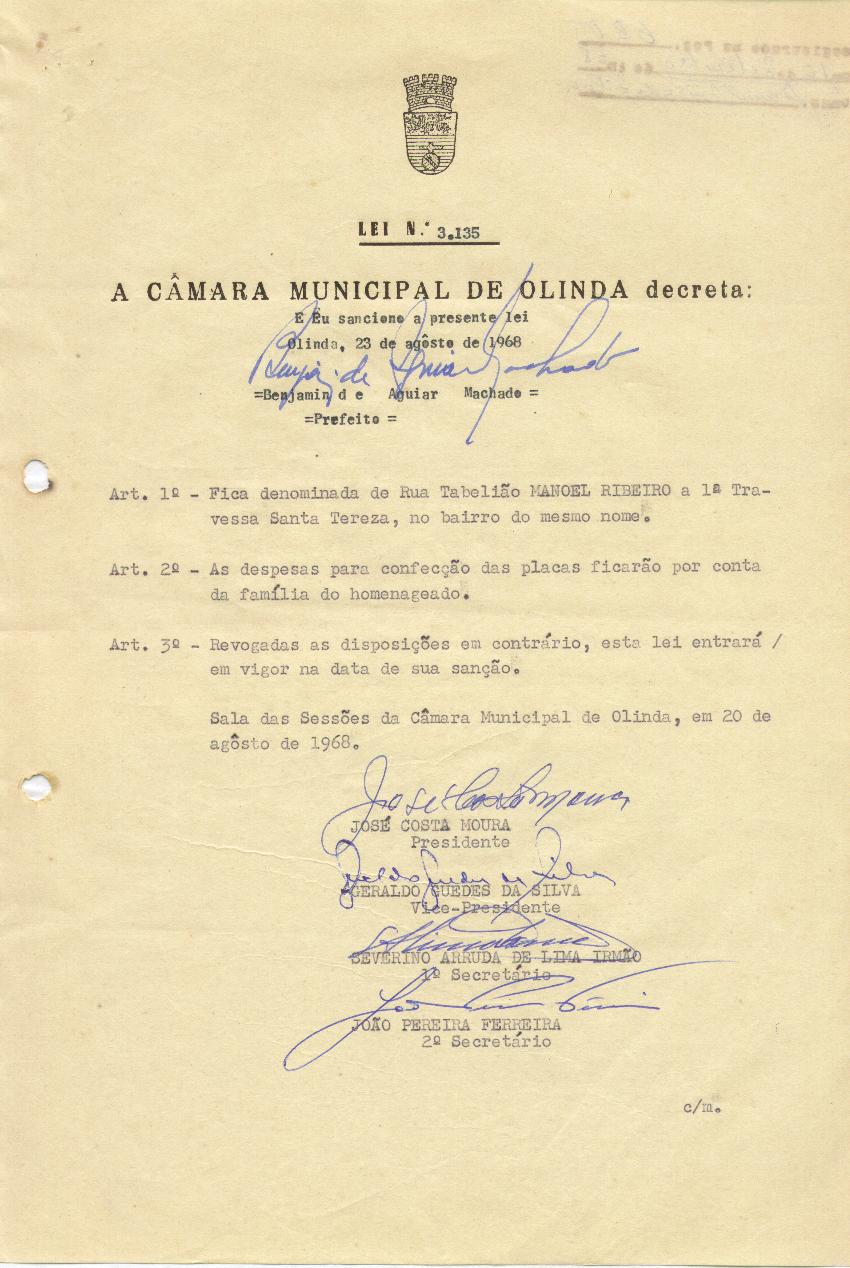 LEI N.° 3.135
A CÂMARA MUNICIPAL DE OLINDA decreta:
E Eu sanciono a presente lei
Olinda, 23 de agôsto de 1968
Benjamin de Aguiar Machado
=Benjamin d e Aguiar Machado =
=Prefeito =
Art. 1º - Fica denominada de Rua Tabelião MANOEL RIBEIRO a 1ª Tra-
vessa Santa Tereza, no bairro do mesmo nome.
Art. 2º - As despesas para confecção das placas ficarão por conta
da família do homenageado.
Art. 3º - Revogadas as disposições em contrário, esta lei entrará /
em vigor na data de sua sanção.
Sala das Sessões da Câmara Municipal de Olinda, em 20 de
agôsto de 1968.
José Costa Moura
JOSÉ COSTA MOURA
Presidente
Geraldo Guedes da Silva
GERALDO GUEDES DA SILVA
Vice-Presidente
SEVERINO ARRUDA DE LIMA IRMÃO
1º Secretário
JOÃO PEREIRA FERREIRA
2º Secretário
c/m.